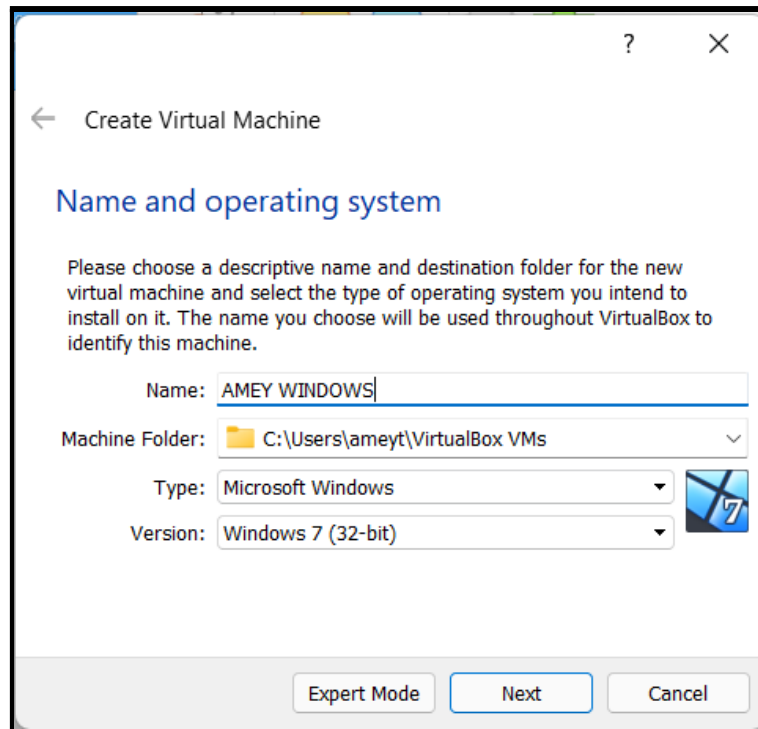 ?
Create Virtual Machine
Name and operating system
Please choose a descriptive name and destination folder for the new
virtual machine and select the type of operating system you intend to
install on it. The name you choose will be used throughout VirtualBox to
identify this machine.
Name: AMEY WINDOWS
Machine Folder: C:\Users\ameyt\VirtualBox VMs
Type: Microsoft Windows
7
Version: Windows 7 (32-bit)
Expert Mode Next Cancel